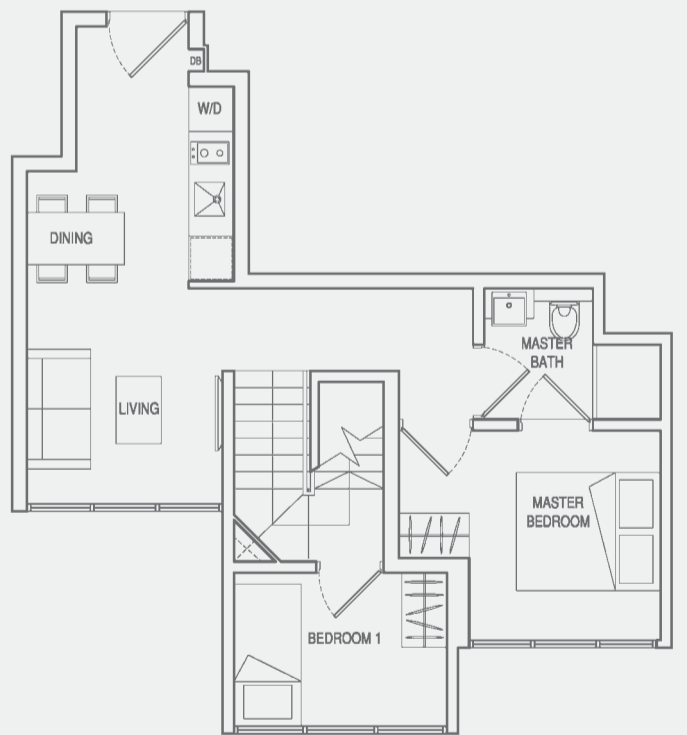 DB
W/D
DINING
MASTER
BATH
LIVING
MASTER
BEDROOM
BEDROOM 1